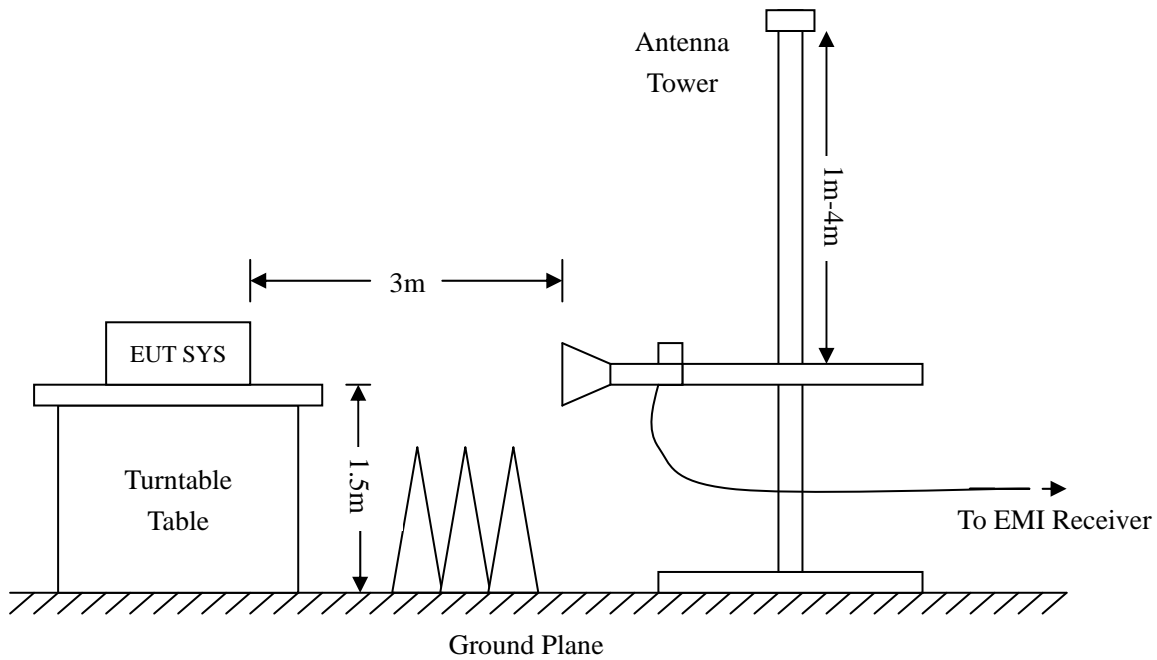 Antenna
Tower
1m-4m
3m
EUT SYS
1.5m
Turntable
Table
To EMI Receiver
Ground Plane